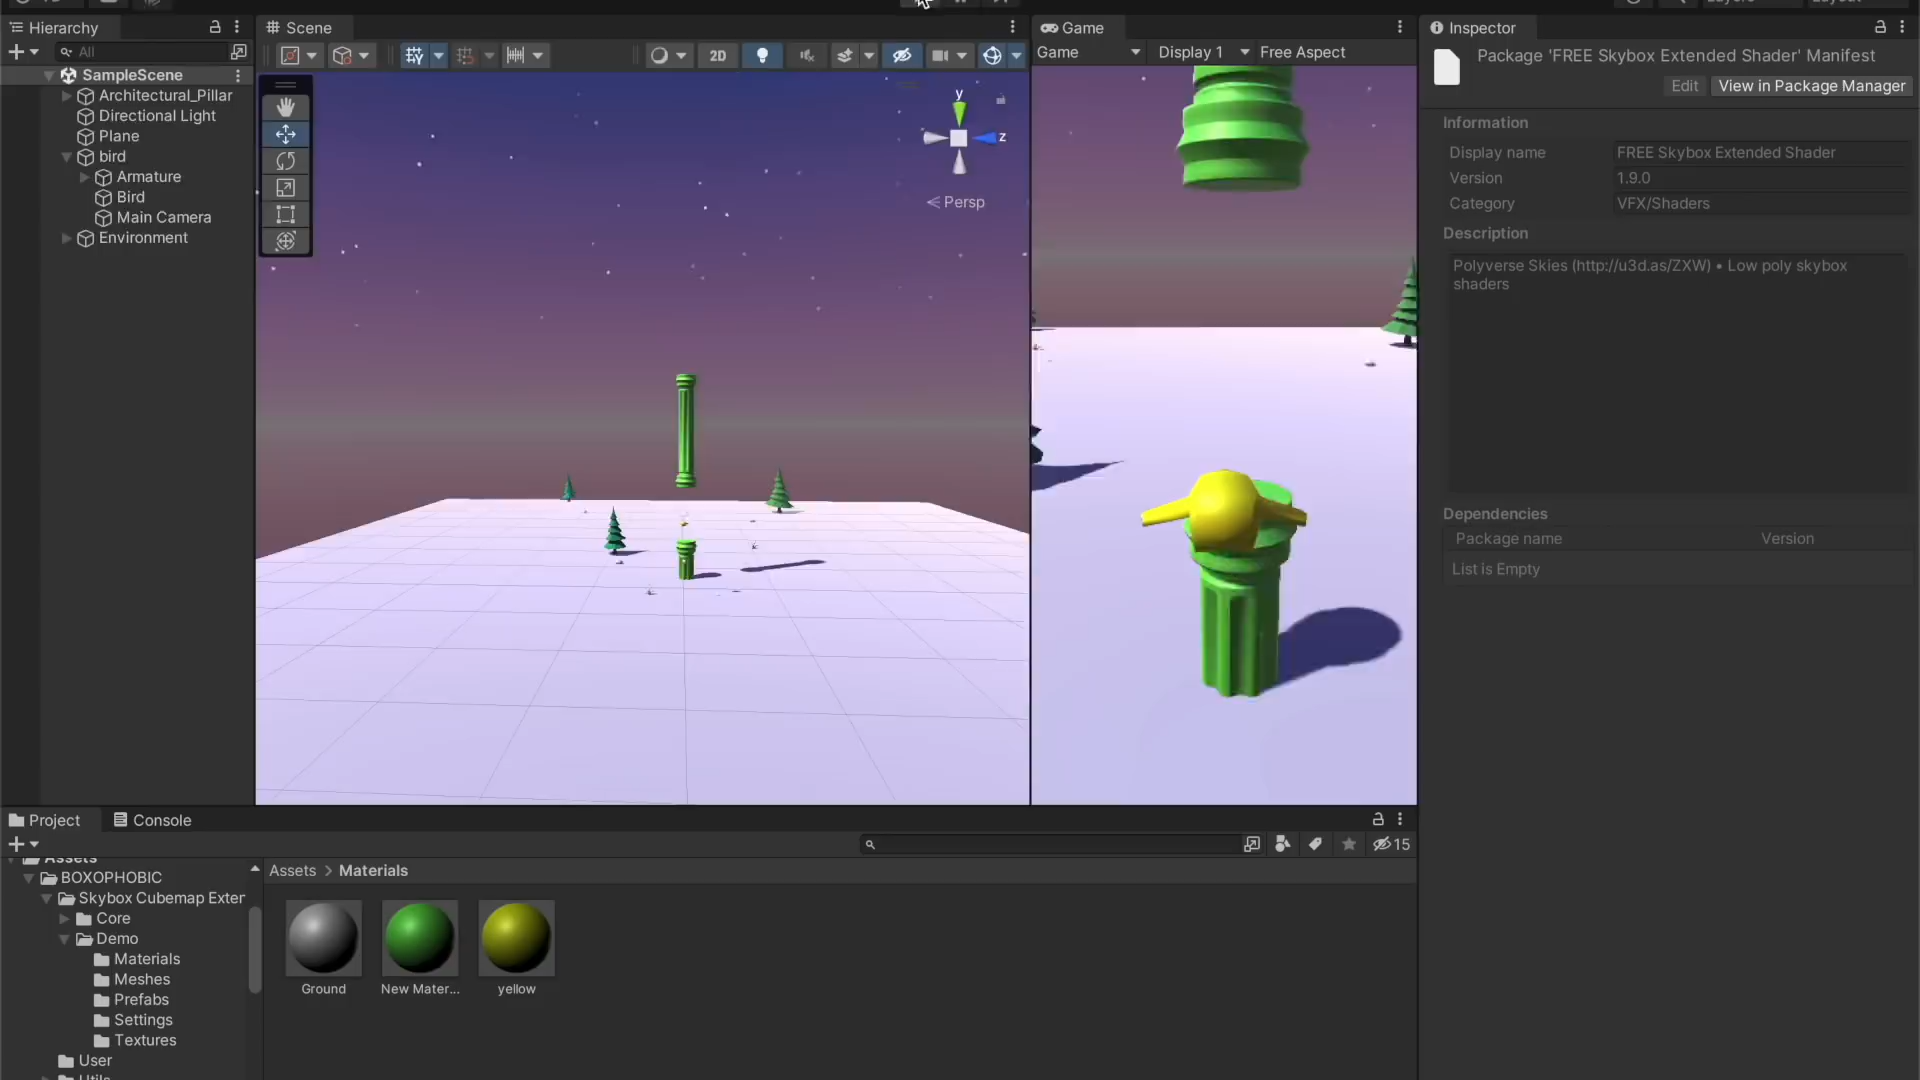 Hierarchy
All
SampleScene
Architectural_Pillar
Directional Light
Plane
bird
Armature
Bird
Main Camera
Environment
Scene
2D
y
z
Persp
Game
Game
Display 1
Free Aspect
Inspector
Package 'FREE Skybox Extended Shader' Manifest
Edit
View in Package Manager
Information
Display name
FREE Skybox Extended Shader
Version
1.9.0
Category
VFX/Shaders
Description
Polyverse Skies (http://u3d.as/ZXW) • Low poly skybox
shaders
Dependencies
Package name
Version
List is Empty
Project
Console
15
Assets
BOXOPHOBIC
Skybox Cubemap Exter
Core
Demo
Materials
Meshes
Prefabs
Settings
Textures
User
Assets > Materials
Ground
New Mater...
yellow